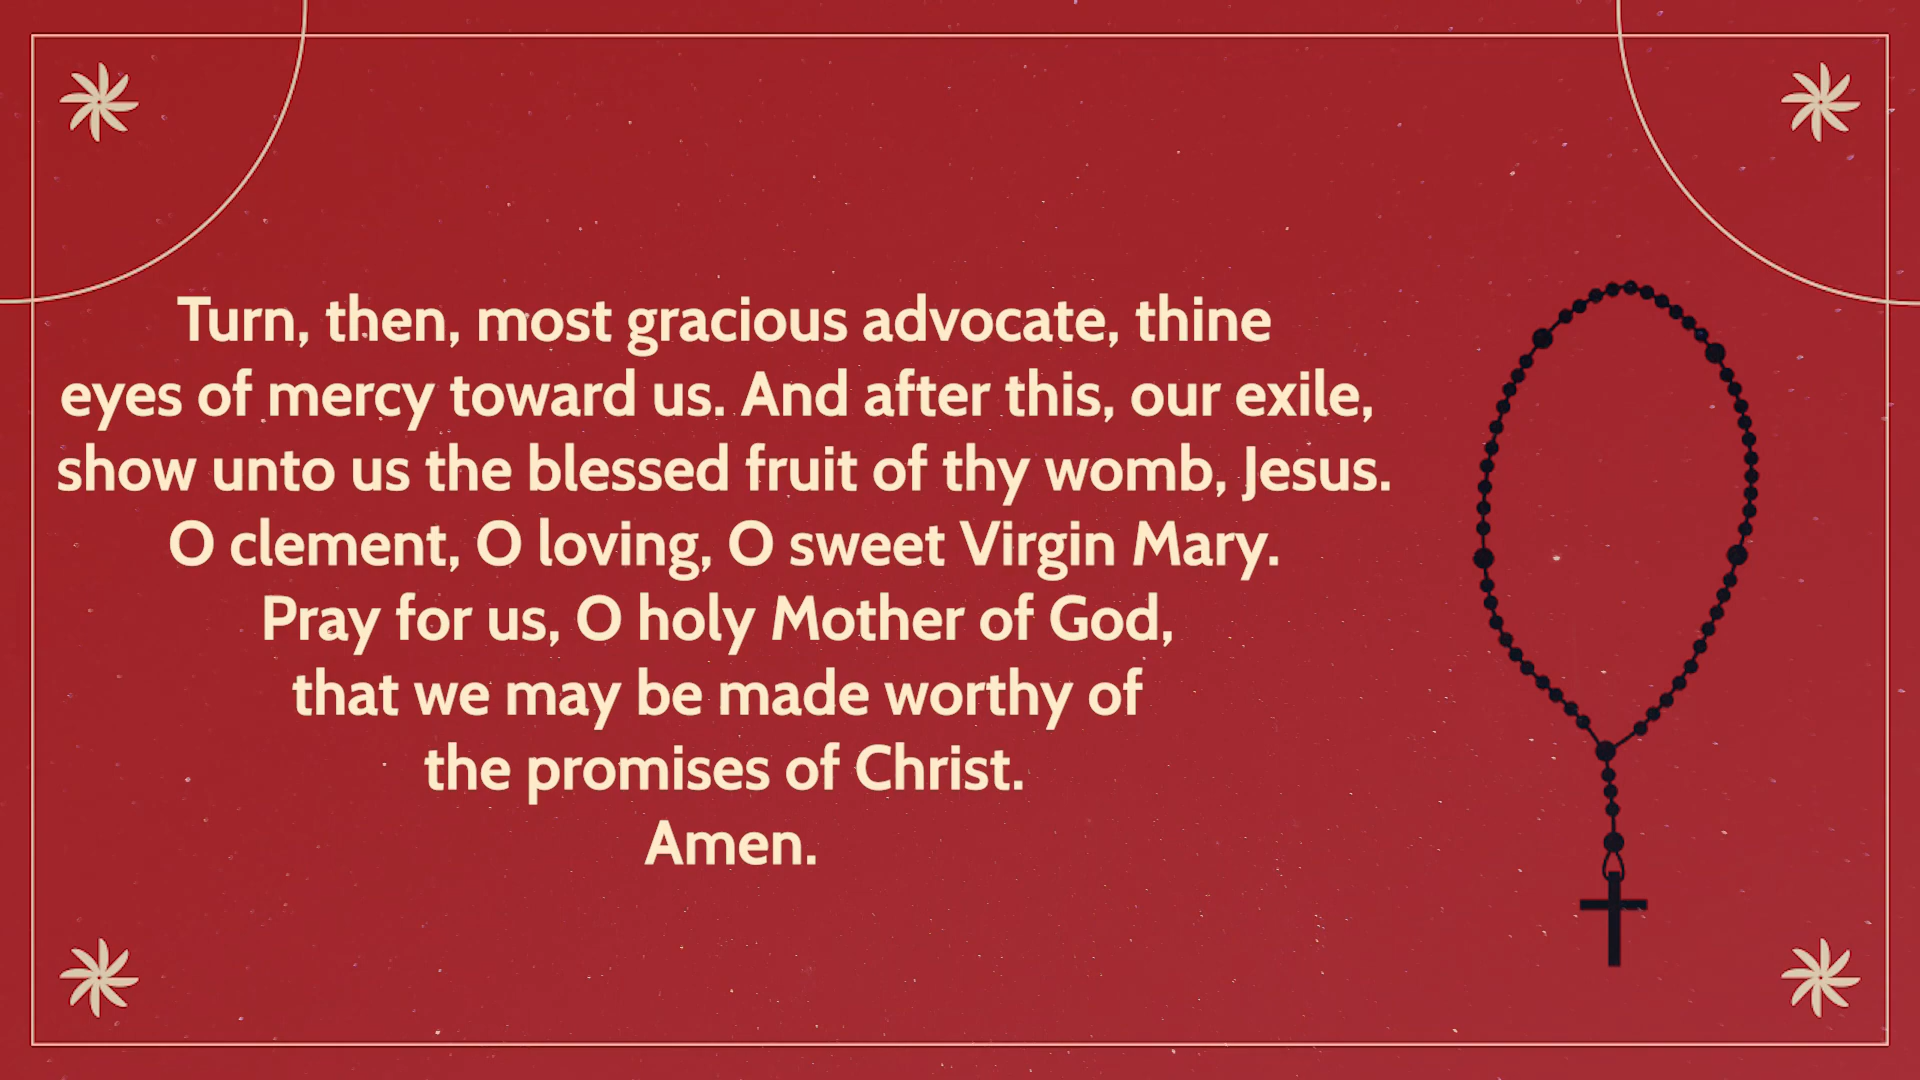 Turn, then, most gracious advocate, thine
eyes of mercy toward us. And after this, our exile,
show unto us the blessed fruit of thy womb, Jesus.
O clement, O loving, O sweet Virgin Mary.
Pray for us, O holy Mother of God,
that we may be made worthy of
the promises of Christ.
Amen.